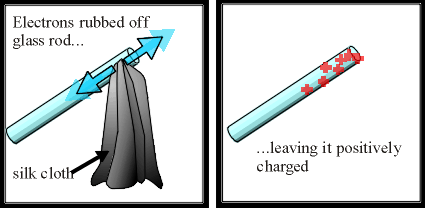 Electrons rubbed off
glass rod...
silk cloth
...leaving it positively
charged